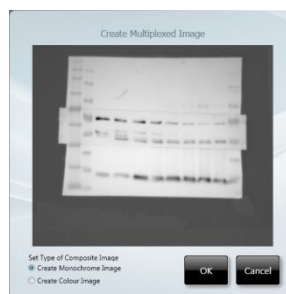 Create Multiplexed Image
Set Type of Composite Image
Create Monochrome Image
Create Colour Image
OK
Cancel